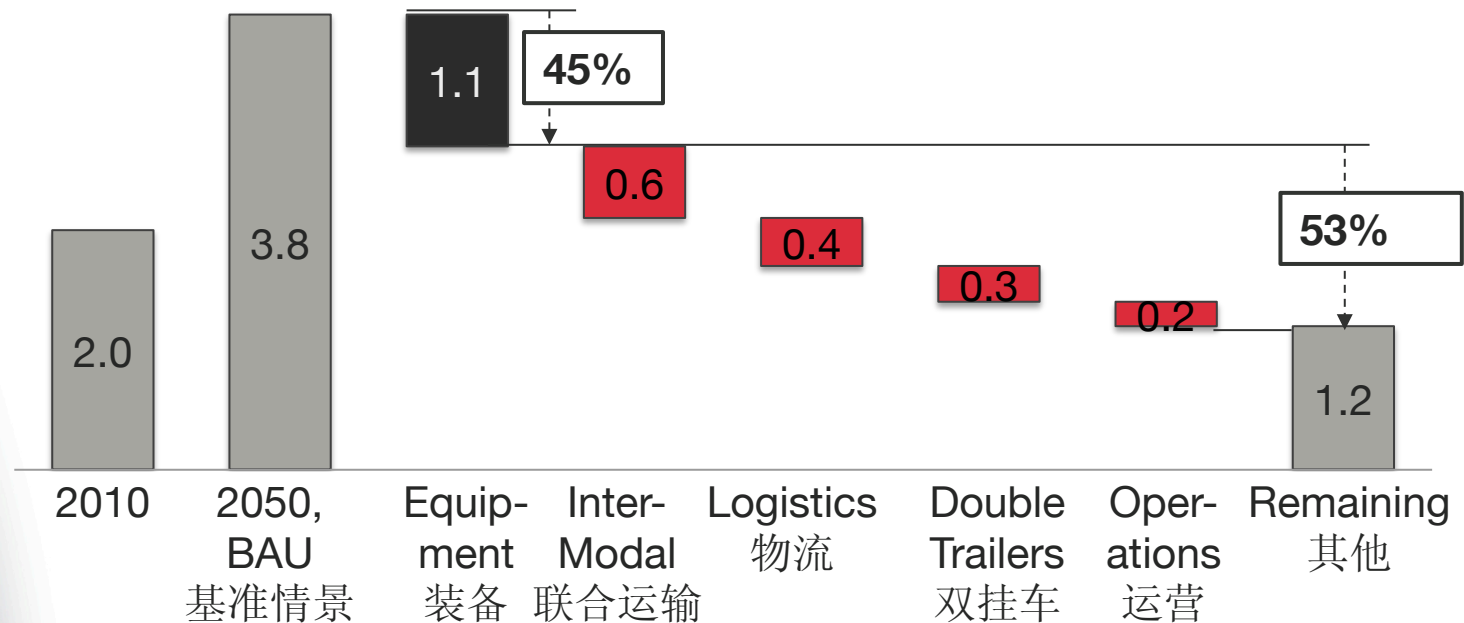 1.1
45%
0.6
3.8
0.4
53%
0.3
0.2
2.0
1.2
2010
2050,
BAU
基准情景
Equip-
ment
装备
Inter-
Modal
联合运输
Logistics
物流
Double
Trailers
双挂车
Oper-
ations
运营
Remaining
其他